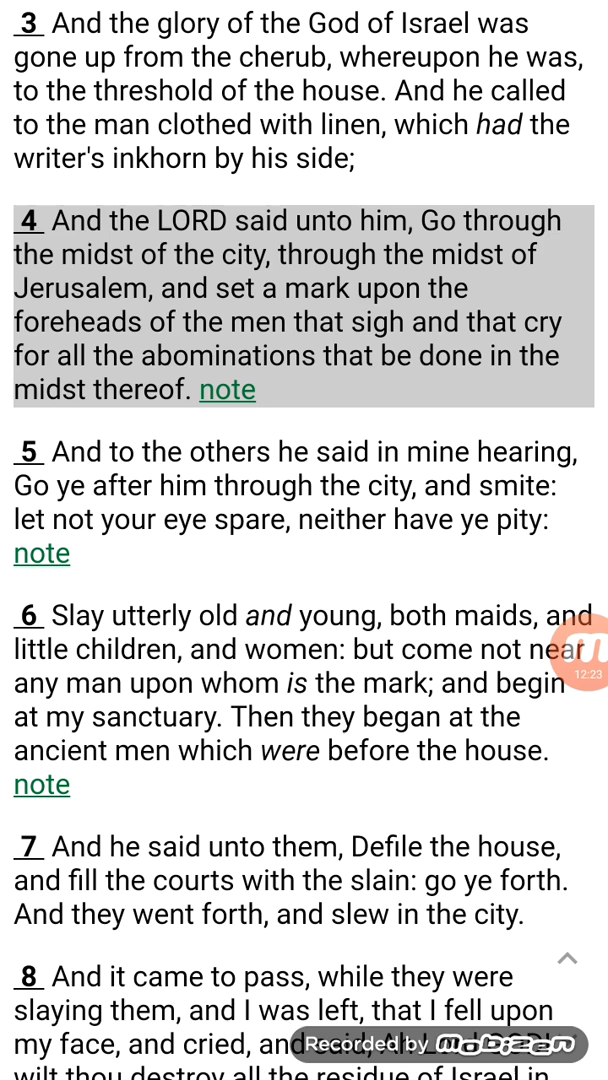 3 And the glory of the God of Israel was
gone up from the cherub, whereupon he was,
to the threshold of the house. And he called
to the man clothed with linen, which had the
writer's inkhorn by his side;
4 And the LORD said unto him, Go through
the midst of the city, through the midst of
Jerusalem, and set a mark upon the
foreheads of the men that sigh and that cry
for all the abominations that be done in the
midst thereof. note
5 And to the others he said in mine hearing,
Go ye after him through the city, and smite:
let not your eye spare, neither have ye pity:
note
6 Slay utterly old and young, both maids, and
little children, and women: but come not near
any man upon whom is the mark; and begin
at my sanctuary. Then they began at the
ancient men which were before the house.
note
12:23
7 And he said unto them, Defile the house,
and fill the courts with the slain: go ye forth.
And they went forth, and slew in the city.
8 And it came to pass, while they were
slaying them, and I was left, that I fell upon
my face, and cried, and
Recorded by
wilt thou destroy all the residue of Israel in